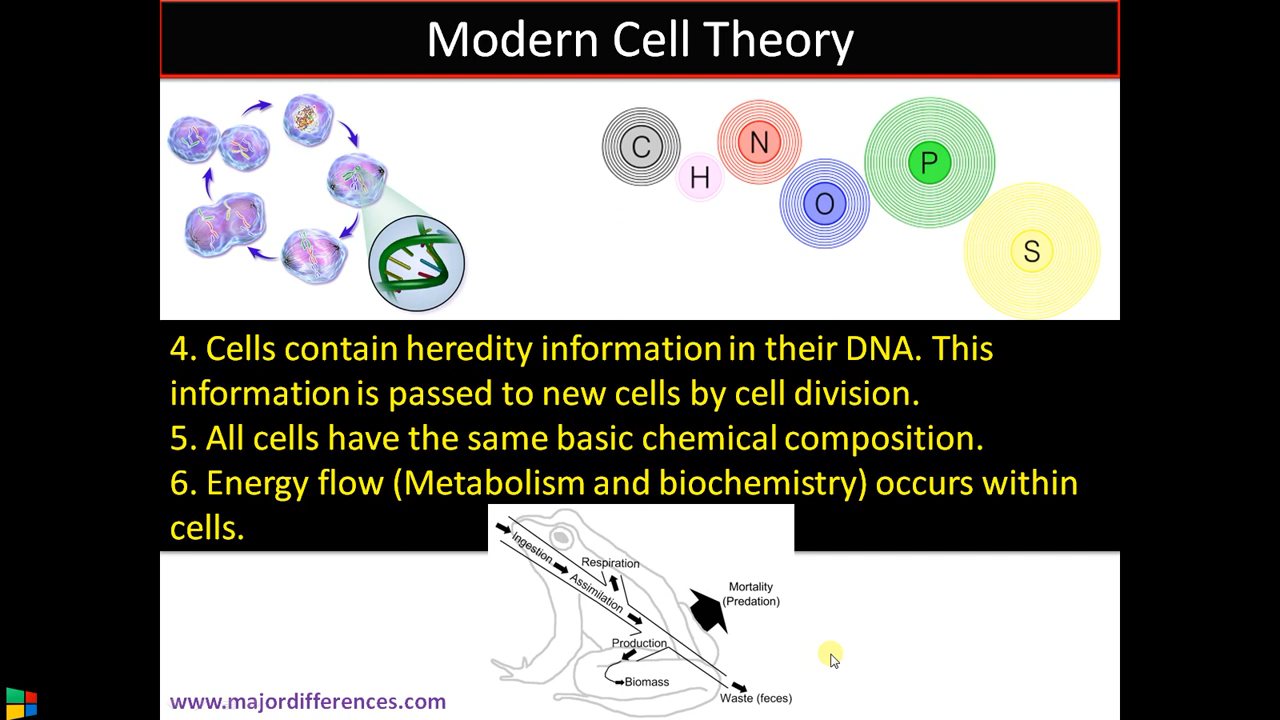 Modern Cell Theory
C
H
N
O
P
S
4. Cells contain heredity information in their DNA. This
information is passed to new cells by cell division.
5. All cells have the same basic chemical composition.
6. Energy flow (Metabolism and biochemistry) occurs within
cells.
Ingestion
Assimilation
Respiration
Mortality
(Predation)
Production
Biomass
Waste (feces)
www.majordifferences.com